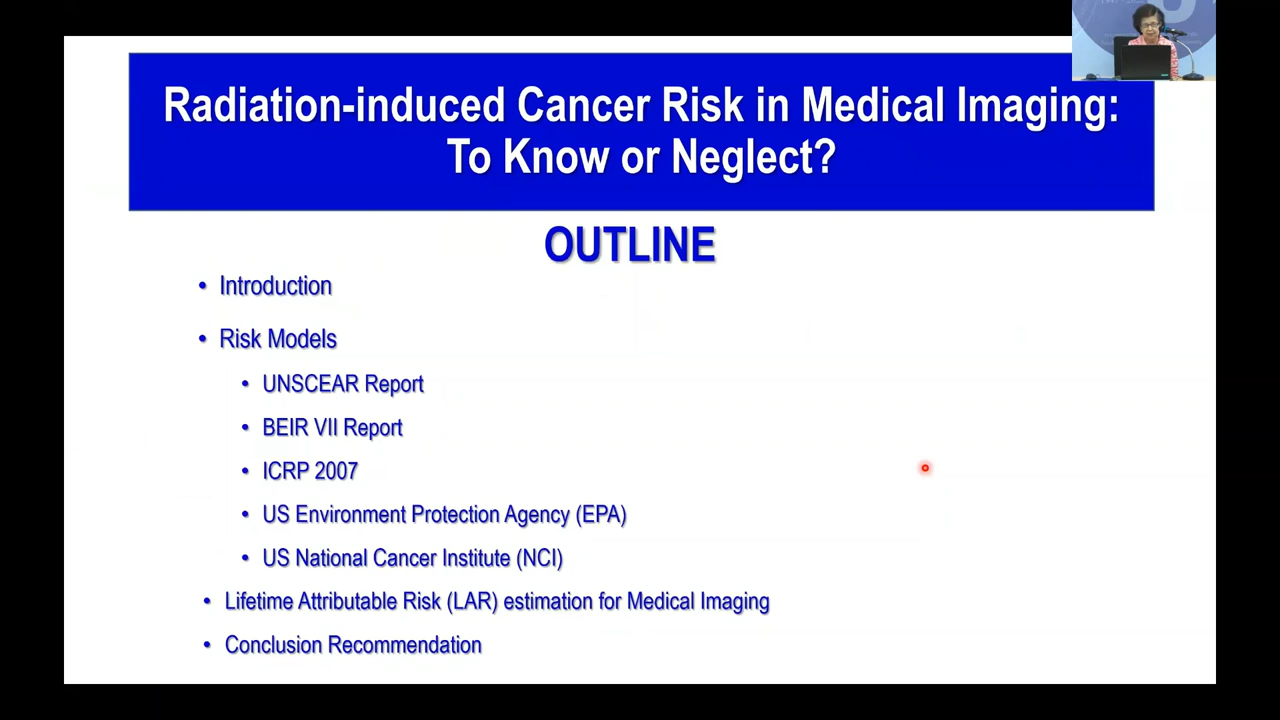 Radiation-induced Cancer Risk in Medical Imaging:
To Know or Neglect?
OUTLINE
• Introduction
• Risk Models
• UNSCEAR Report
• BEIR VII Report
• ICRP 2007
• US Environment Protection Agency (EPA)
• US National Cancer Institute (NCI)
• Lifetime Attributable Risk (LAR) estimation for Medical Imaging
• Conclusion Recommendation